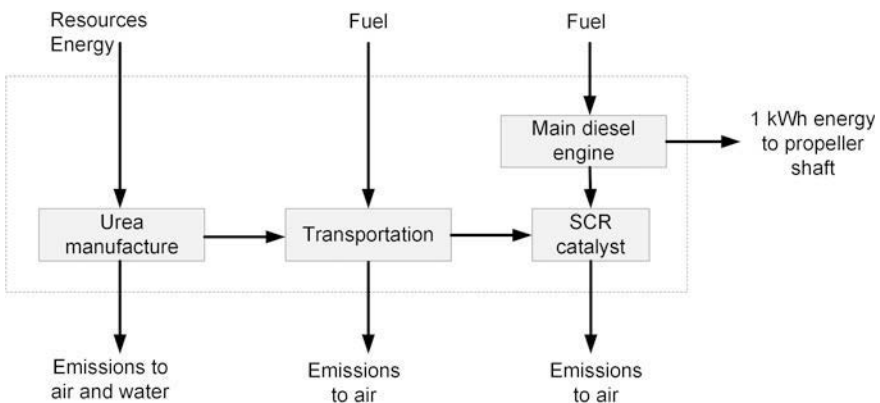 Resources
Energy
Fuel
Fuel
Main diesel
engine
1 kWh energy
to propeller
shaft
Urea
manufacture
Transportation
SCR
catalyst
Emissions to
air and water
Emissions
to air
Emissions
to air